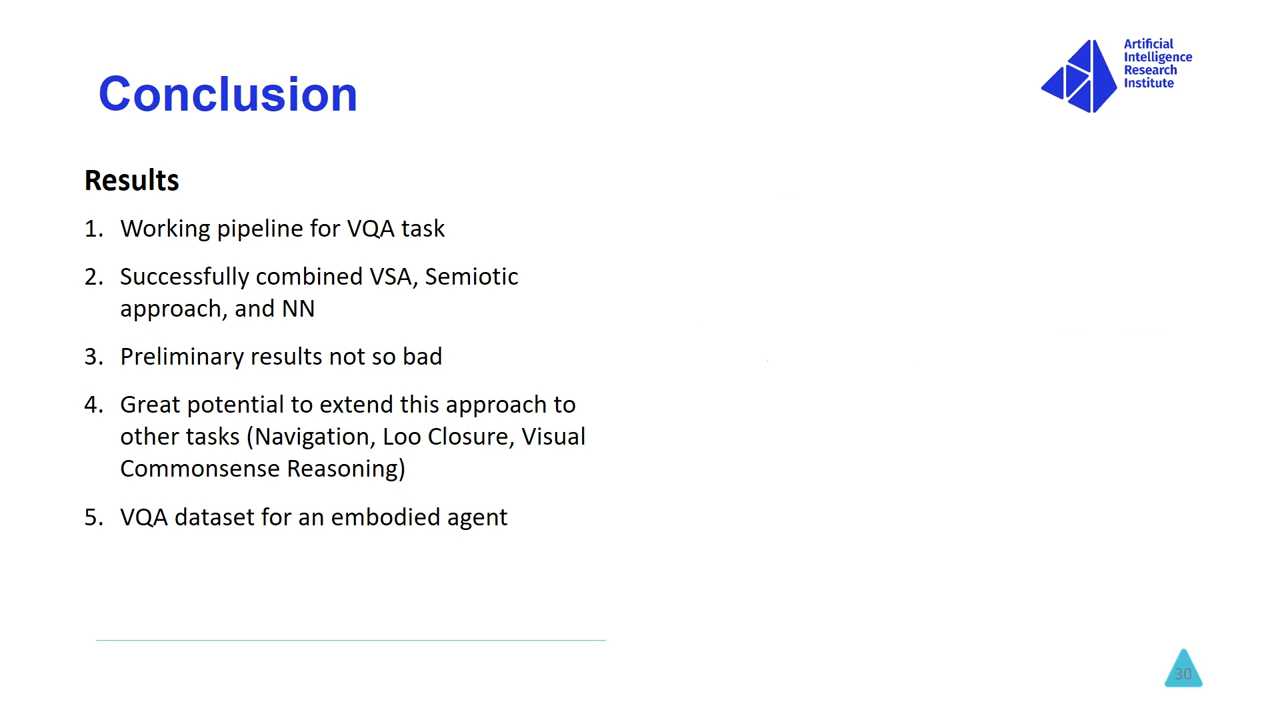 Artificial
Intelligence
Research
Institute
Conclusion
Results
1. Working pipeline for VQA task
2. Successfully combined VSA, Semiotic
approach, and NN
3. Preliminary results not so bad
4. Great potential to extend this approach to
other tasks (Navigation, Loo Closure, Visual
Commonsense Reasoning)
5. VQA dataset for an embodied agent
30